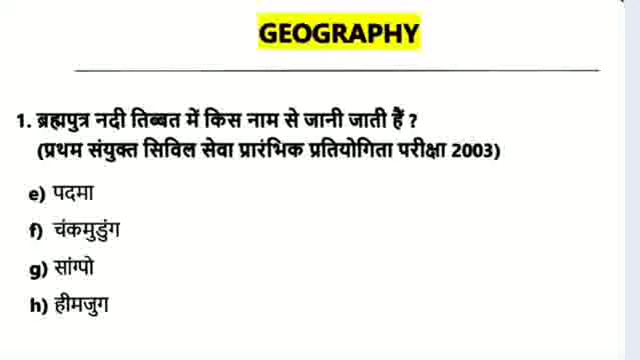 GEOGRAPHY
1. ब्रह्मपुत्र नदी तिब्बत में किस नाम से जानी जाती हैं ?
(प्रथम संयुक्त सिविल सेवा प्रारंभिक प्रतियोगिता परीक्षा 2003)
e) पदमा
f) चंकमुडुंग
g) सांग्पो
h) हीमजुग